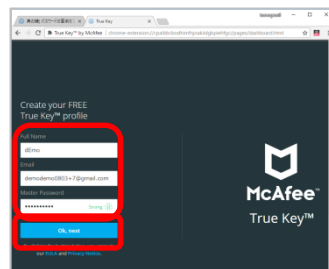 True Key
True Key™ by McAfee
Create your FREE
True Key™ profile
Full Name
dEmo
Email
demodemo0803+7@gmail.com
Master Password
••••••••••
Strong
Ok, next
our EULA and Privacy Notice.
McAfee™
True Key™